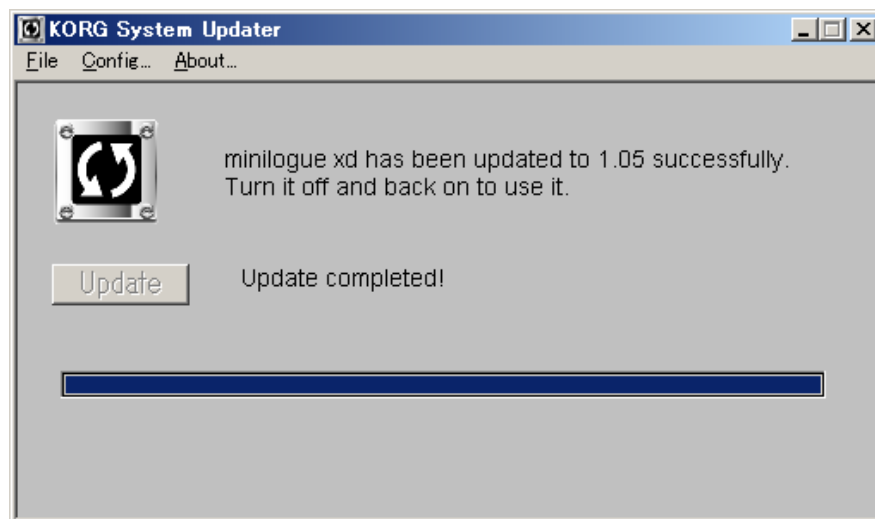 KORG System Updater
File Config... About...
minilogue xd has been updated to 1.05 successfully.
Turn it off and back on to use it.
Update Update completed!